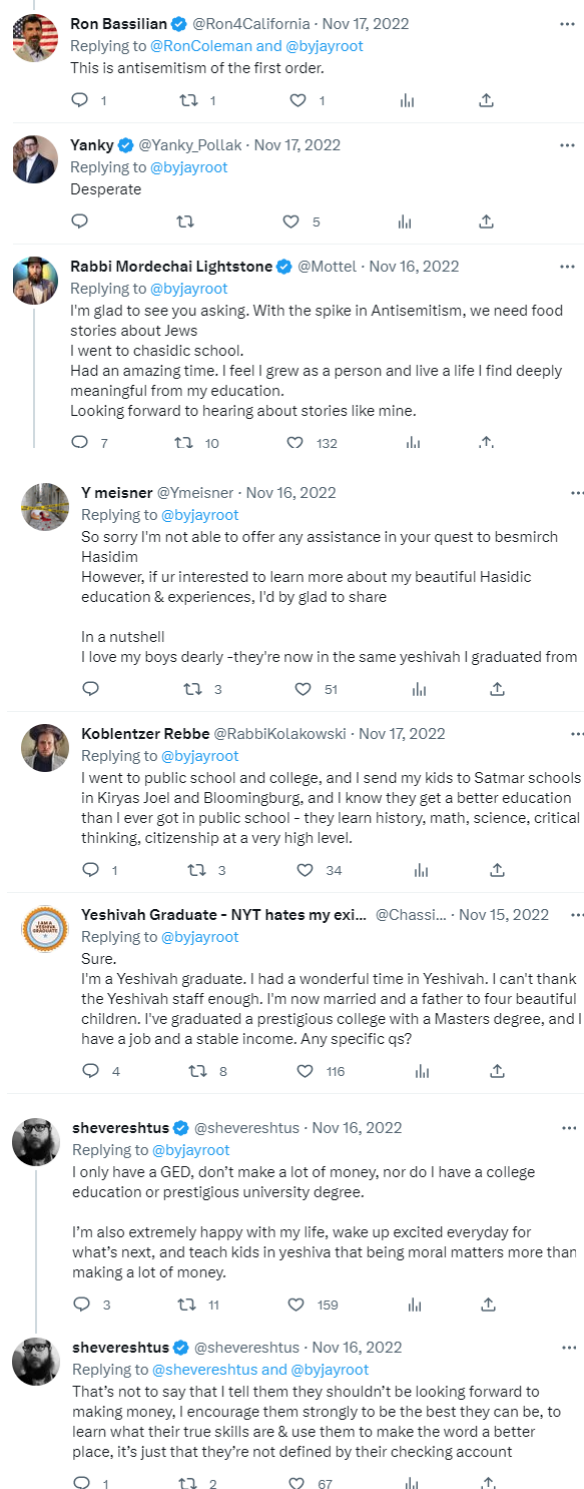 Ron Bassilian @Ron4California · Nov 17, 2022
Replying to @RonColeman and @byjayroot
This is antisemitism of the first order.
1 1 1
Yanky @Yanky_Pollak · Nov 17, 2022
Replying to @byjayroot
Desperate
5
Rabbi Mordechai Lightstone @Mottel · Nov 16, 2022
Replying to @byjayroot
I'm glad to see you asking. With the spike in Antisemitism, we need food
stories about Jews
I went to chasidic school.
Had an amazing time. I feel I grew as a person and live a life I find deeply
meaningful from my education.
Looking forward to hearing about stories like mine.
7 10 132
Y meisner @Ymeisner · Nov 16, 2022
Replying to @byjayroot
So sorry I'm not able to offer any assistance in your quest to besmirch
Hasidim
However, if ur interested to learn more about my beautiful Hasidic
education & experiences, I'd by glad to share
In a nutshell
I love my boys dearly -they're now in the same yeshivah I graduated from
3 51
Koblentzer Rebbe @RabbiKolakowski · Nov 17, 2022
Replying to @byjayroot
I went to public school and college, and I send my kids to Satmar schools
in Kiryas Joel and Bloomingburg, and I know they get a better education
than I ever got in public school - they learn history, math, science, critical
thinking, citizenship at a very high level.
1 3 34
I AM A YESHIVA GRADUATE
Yeshivah Graduate - NYT hates my exi... @Chassi... · Nov 15, 2022
Replying to @byjayroot
Sure.
I'm a Yeshivah graduate. I had a wonderful time in Yeshivah. I can't thank
the Yeshivah staff enough. I'm now married and a father to four beautiful
children. I've graduated a prestigious college with a Masters degree, and I
have a job and a stable income. Any specific qs?
4 8 116
shevereshtus @shevereshtus · Nov 16, 2022
Replying to @byjayroot
I only have a GED, don't make a lot of money, nor do I have a college
education or prestigious university degree.
I'm also extremely happy with my life, wake up excited everyday for
what's next, and teach kids in yeshiva that being moral matters more than
making a lot of money.
3 11 159
shevereshtus @shevereshtus · Nov 16, 2022
Replying to @shevereshtus and @byjayroot
That's not to say that I tell them they shouldn't be looking forward to
making money, I encourage them strongly to be the best they can be, to
learn what their true skills are & use them to make the word a better
place, it's just that they're not defined by their checking account
1 2 67